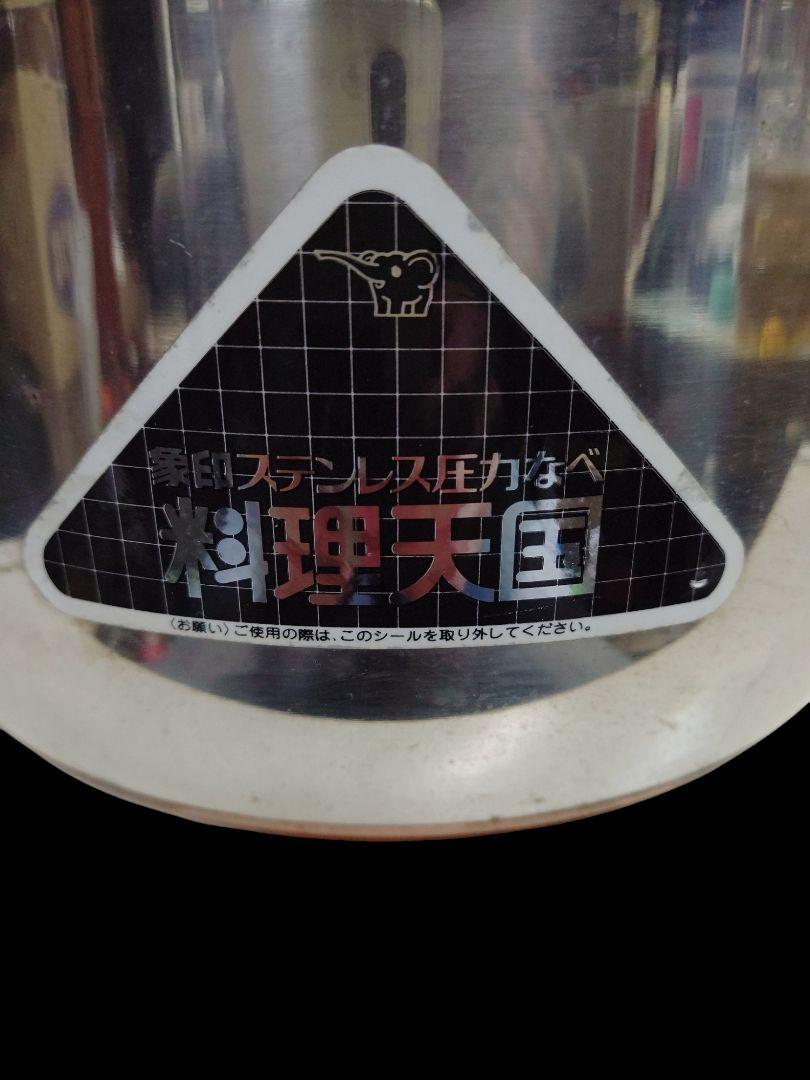 象印ステンレス圧力なべ
料理天国
〈お願い〉ご使用の際は、このシールを取り外してください。